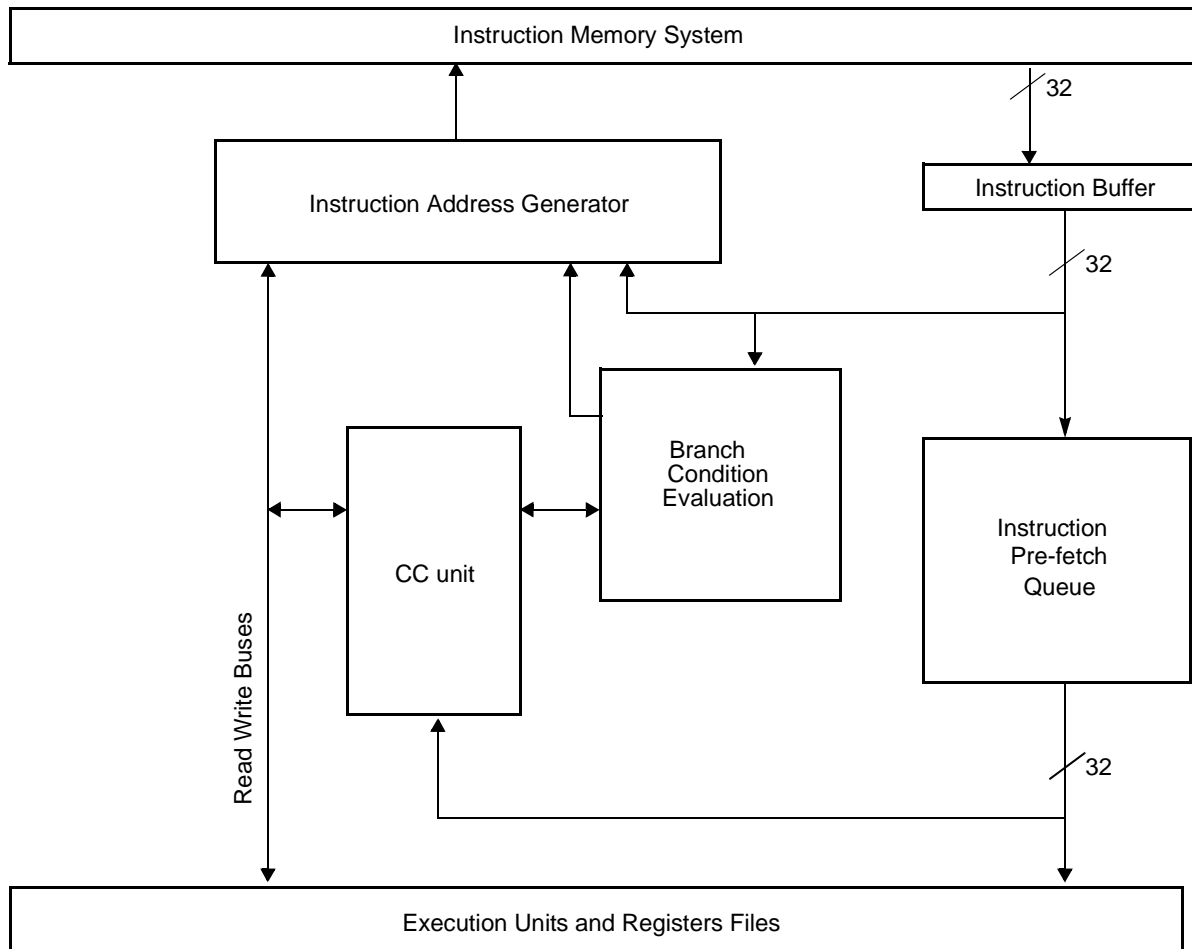 Instruction Memory System
32
Instruction Address Generator
Instruction Buffer
32
Branch
Condition
Evaluation
Instruction
Pre-fetch
Queue
CC unit
Read Write Buses
32
Execution Units and Registers Files